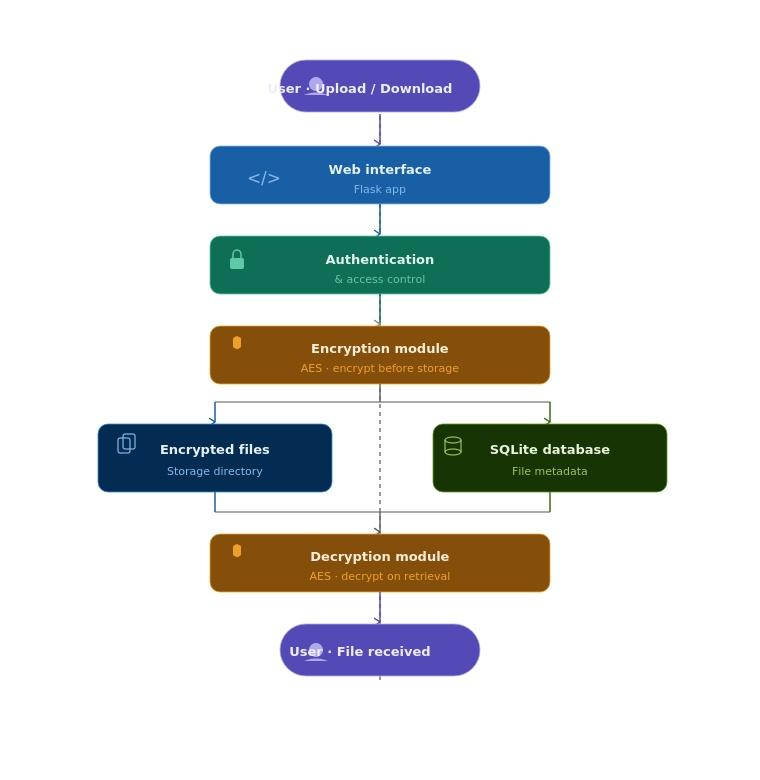 User · Upload / Download
</>
Web interface
Flask app
Authentication
& access control
Encryption module
AES · encrypt before storage
Encrypted files
Storage directory
SQLite database
File metadata
Decryption module
AES · decrypt on retrieval
User · File received